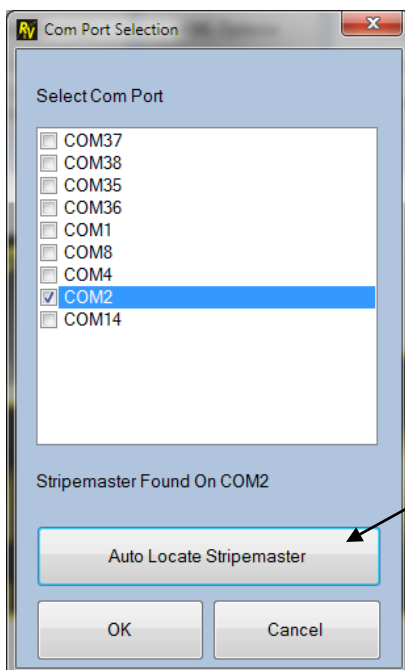 RV Com Port Selection
Select Com Port
COM37
COM38
COM35
COM36
COM1
COM8
COM4
COM2
COM14
Stripemaster Found On COM2
Auto Locate Stripemaster
OK
Cancel